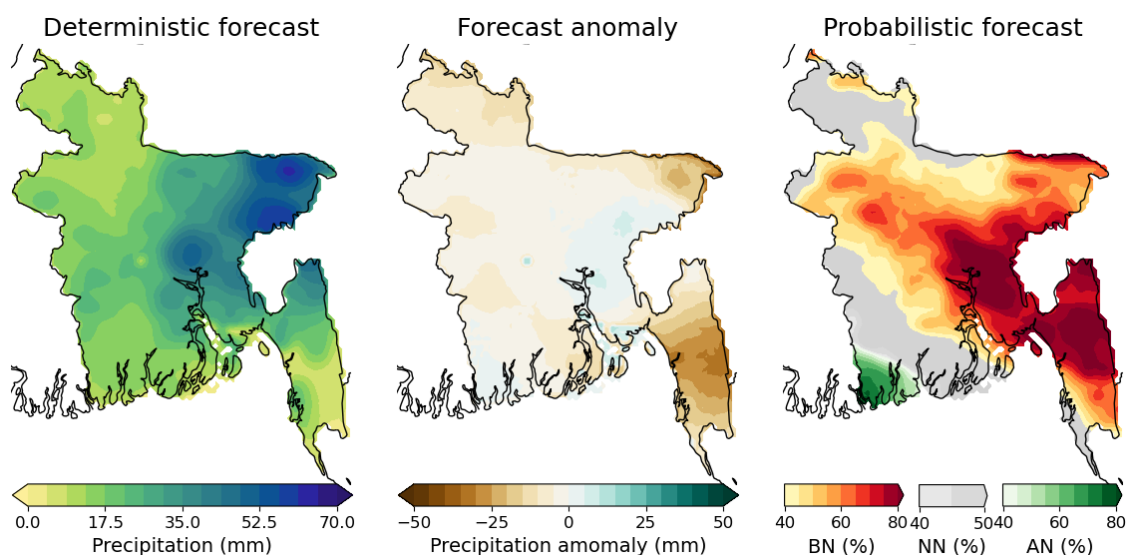 Deterministic forecast
Forecast anomaly
Probabilistic forecast
0.0 17.5 35.0 52.5 70.0
Precipitation (mm)
−50 −25 0 25 50
Precipitation amomaly (mm)
40 60 80
BN (%)
40 50
NN (%)
40 60 80
AN (%)